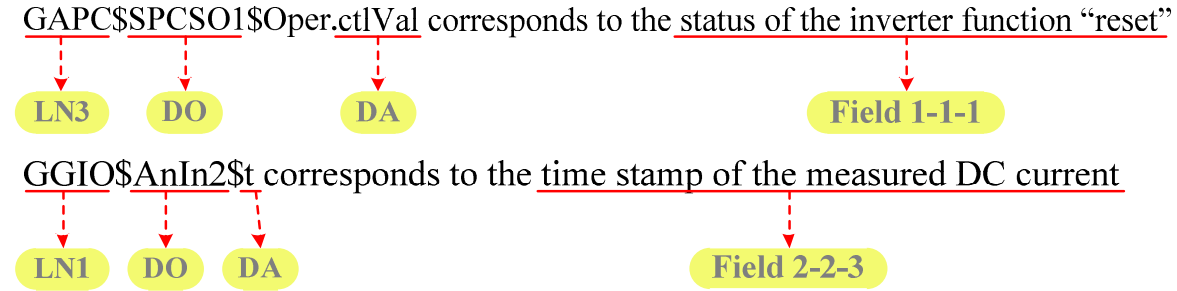 GAPC$SPCSO1$Oper.ctlVal corresponds to the status of the inverter function “reset”
LN3 DO DA Field 1-1-1
GGIO$AnIn2$t corresponds to the time stamp of the measured DC current
LN1 DO DA Field 2-2-3